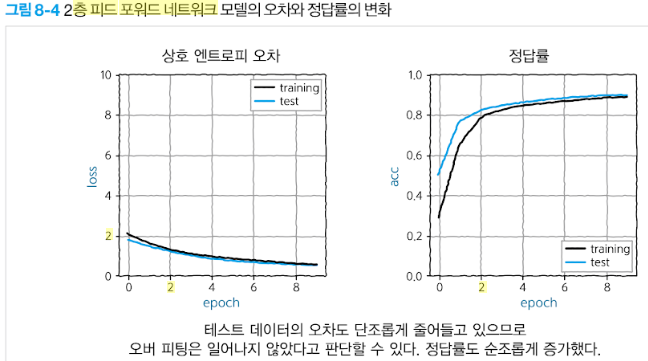 그림 8-4 2층 피드 포워드 네트워크 모델의 오차와 정답률의 변화
상호 엔트로피 오차
10
8
6
4
2
0
loss
training
test
0 2 4 6 8
epoch
정답률
1.0
0.8
0.6
0.4
0.2
0.0
acc
training
test
0 2 4 6 8
epoch
테스트 데이터의 오차도 단조롭게 줄어들고 있으므로
오버 피팅은 일어나지 않았다고 판단할 수 있다. 정답률도 순조롭게 증가했다.